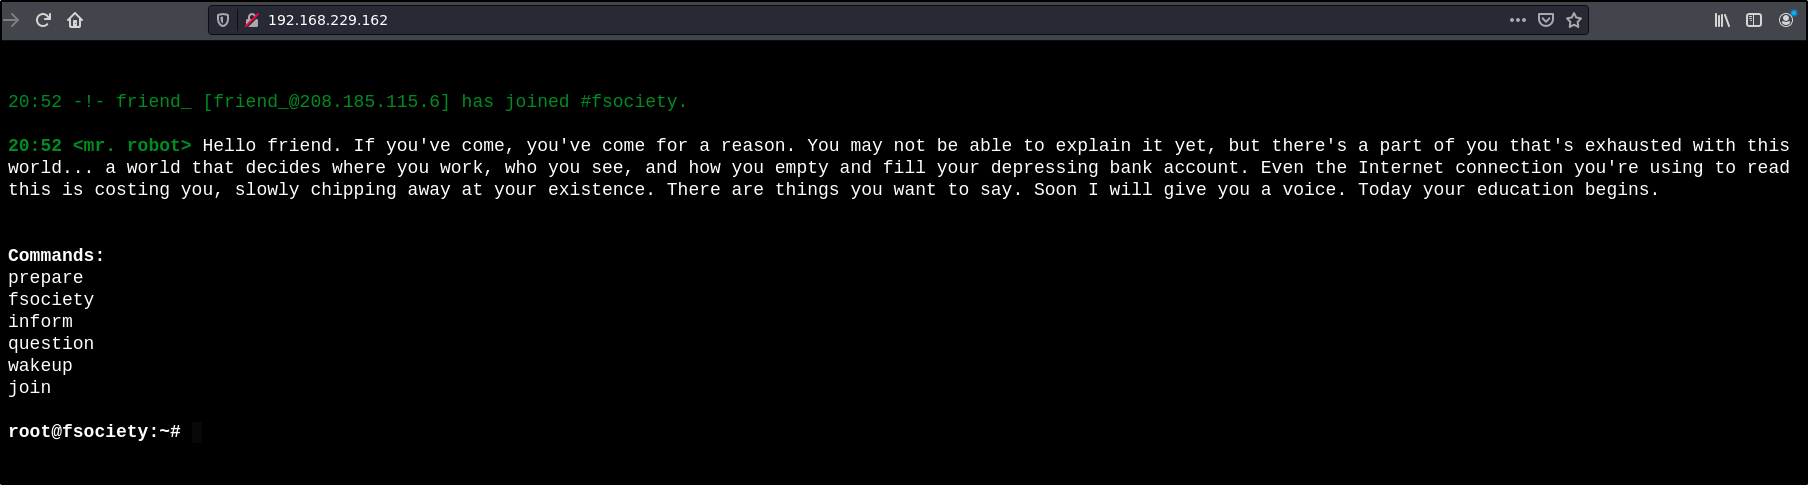 192.168.229.162
20:52 -!- friend_ [friend_@208.185.115.6] has joined #fsociety.
20:52 <mr. robot> Hello friend. If you've come, you've come for a reason. You may not be able to explain it yet, but there's a part of you that's exhausted with this
world... a world that decides where you work, who you see, and how you empty and fill your depressing bank account. Even the Internet connection you're using to read
this is costing you, slowly chipping away at your existence. There are things you want to say. Soon I will give you a voice. Today your education begins.
Commands:
prepare
fsociety
inform
question
wakeup
join
root@fsociety:~#